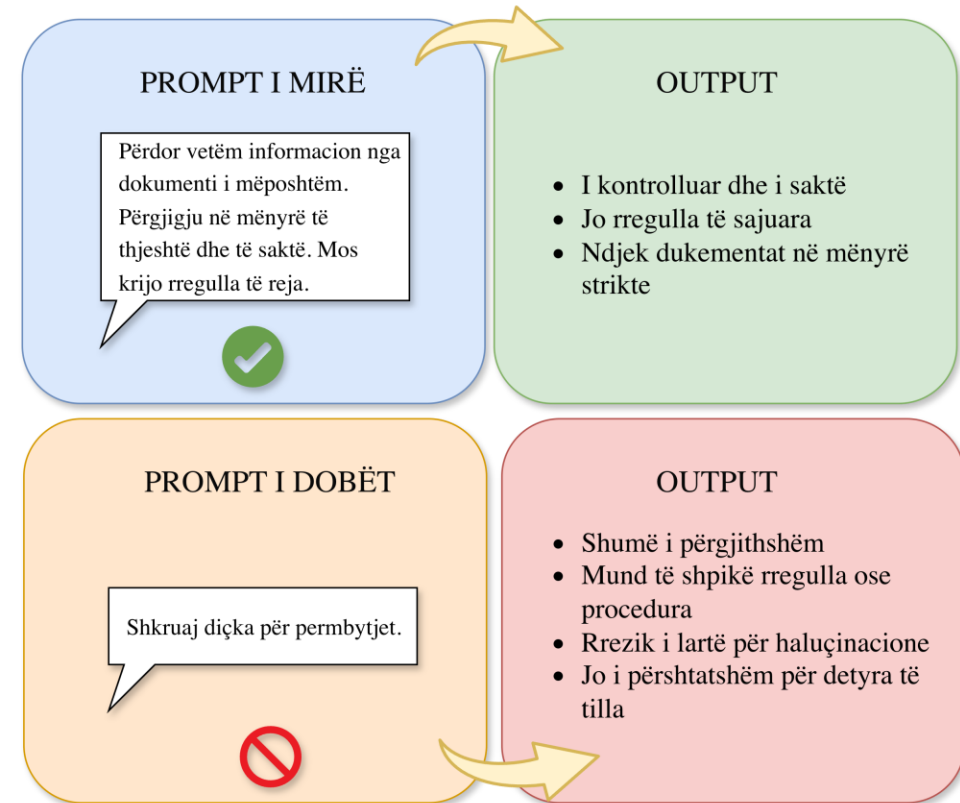 PROMPT I MIRË
Përdor vetëm informacion nga
dokumenti i mëposhtëm.
Përgjigju në mënyrë të
thjeshtë dhe të saktë. Mos
krijo rregulla të reja.
OUTPUT
• I kontrolluar dhe i saktë
• Jo rregulla të sajuara
• Ndjek dukementat në mënyrë
strikte
PROMPT I DOBËT
Shkruaj diçka për permbytjet.
OUTPUT
• Shumë i përgjithshëm
• Mund të shpikë rregulla ose
procedura
• Rrezik i lartë për haluçinacione
• Jo i përshtatshëm për detyra të
tilla